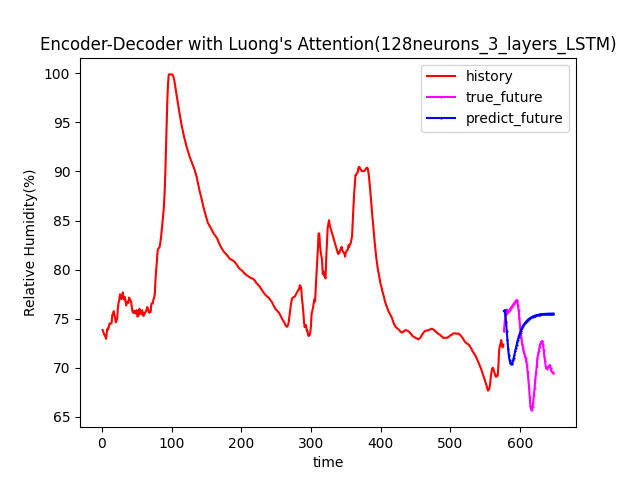 Encoder-Decoder with Luong's Attention(128neurons_3_layers_LSTM)
history
true_future
predict_future
Relative Humidity(%)
100
95
90
85
80
75
70
65
0
100
200
300
400
500
600
time